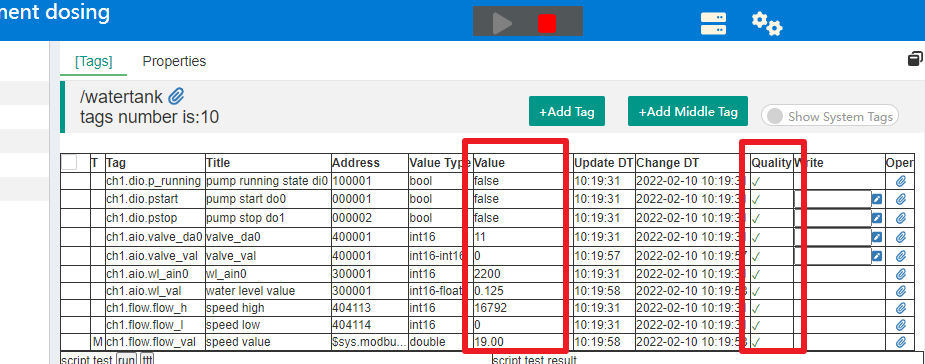 ment dosing
[Tags] Properties
/watertank
tags number is:10
+Add Tag +Add Middle Tag Show System Tags
T Tag Title Address Value Type Value Update DT Change DT Quality Write Oper
ch1.dio.p_running pump running state di0 100001 bool false 10:19:31 2022-02-10 10:19:31 ✓
ch1.dio.pstart pump start do0 000001 bool false 10:19:31 2022-02-10 10:19:31 ✓
ch1.dio.pstop pump stop do1 000002 bool false 10:19:31 2022-02-10 10:19:31 ✓
ch1.aio.valve_da0 valve_da0 400001 int16 11 10:19:31 2022-02-10 10:19:31 ✓
ch1.aio.valve_val valve_val 400001 int16-int16 0 10:19:57 2022-02-10 10:19:57 ✓
ch1.aio.wl_ain0 wl_ain0 300001 int16 2200 10:19:31 2022-02-10 10:19:31 ✓
ch1.aio.wl_val water level value 300001 int16-float 0.125 10:19:58 2022-02-10 10:19:58 ✓
ch1.flow.flow_h speed high 404113 int16 16792 10:19:31 2022-02-10 10:19:31 ✓
ch1.flow.flow_l speed low 404114 int16 0 10:19:31 2022-02-10 10:19:31 ✓
M ch1.flow.flow_val speed value $sys.modbu... double 19.00 10:19:58 2022-02-10 10:19:58 ✓
script test run ttt script test result